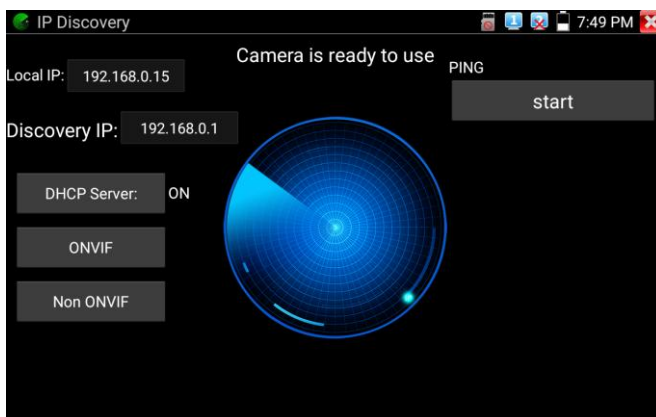 IP Discovery
1
7:49 PM
Camera is ready to use
Local IP: 192.168.0.15
PING
start
Discovery IP: 192.168.0.1
DHCP Server: ON
ONVIF
Non ONVIF